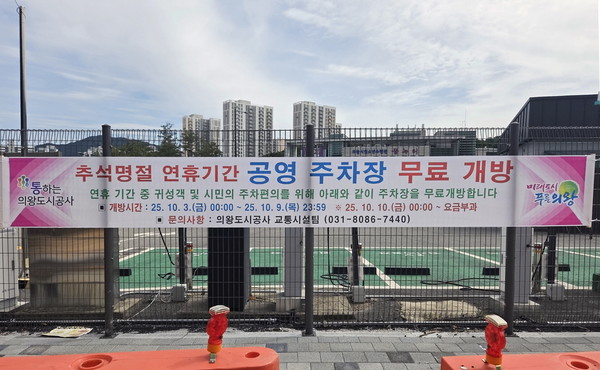 추석명절 연휴기간 공영 주차장 무료 개방
통하는
의왕도시공사
연휴 기간 중 귀성객 및 시민의 주차편의를 위해 아래와 같이 주차장을 무료개방합니다
▣ 개방시간 : 25. 10. 3.(금) 00:00 ~ 25. 10. 9.(목) 23:59 ※ 25. 10. 10.(금) 00:00 ~ 요금부과
▣ 문의사항 : 의왕도시공사 교통시설팀 (031-8086-7440)
미래도시
푸른의왕